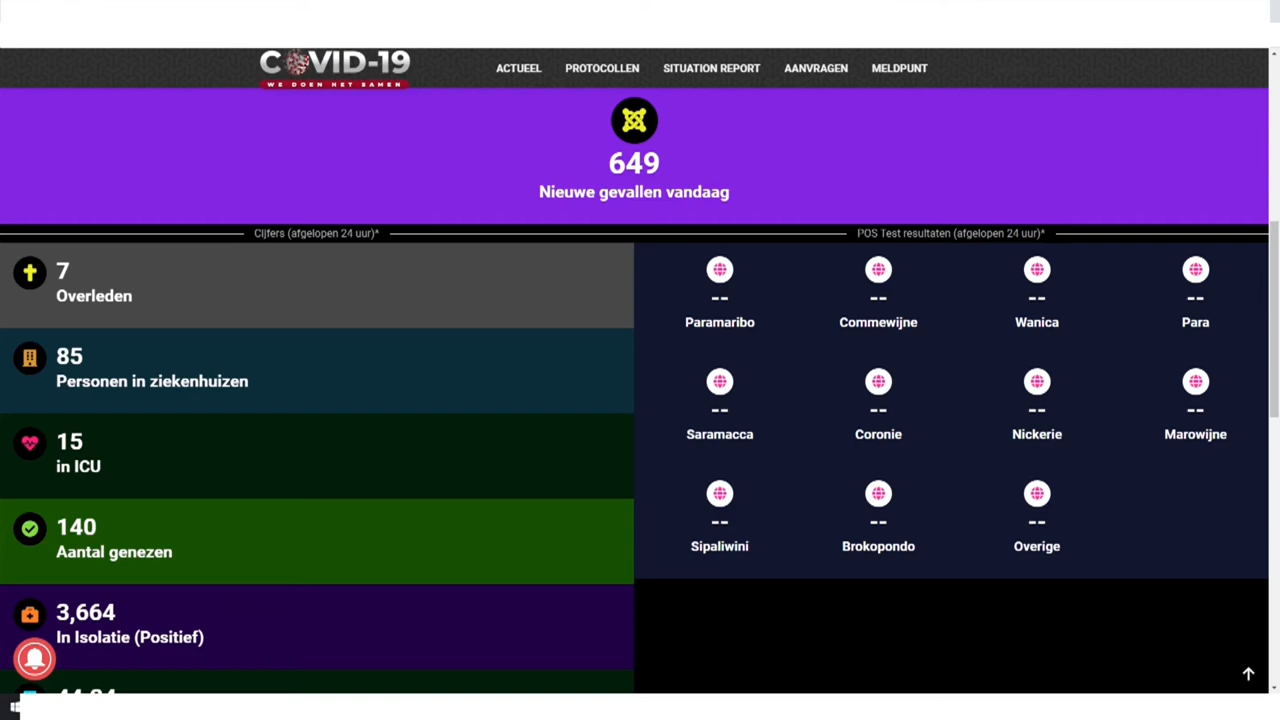 COVID-19
WE DOEN HET SAMEN
ACTUEEL PROTOCOLLEN SITUATION REPORT AANVRAGEN MELDPUNT
649
Nieuwe gevallen vandaag
Cijfers (afgelopen 24 uur)*
POS Test resultaten (afgelopen 24 uur)*
7
Overleden
85
Personen in ziekenhuizen
15
in ICU
140
Aantal genezen
3,664
In Isolatie (Positief)
-- -- -- --
Paramaribo Commewijne Wanica Para
-- -- -- --
Saramacca Coronie Nickerie Marowijne
-- -- --
Sipaliwini Brokopondo Overige